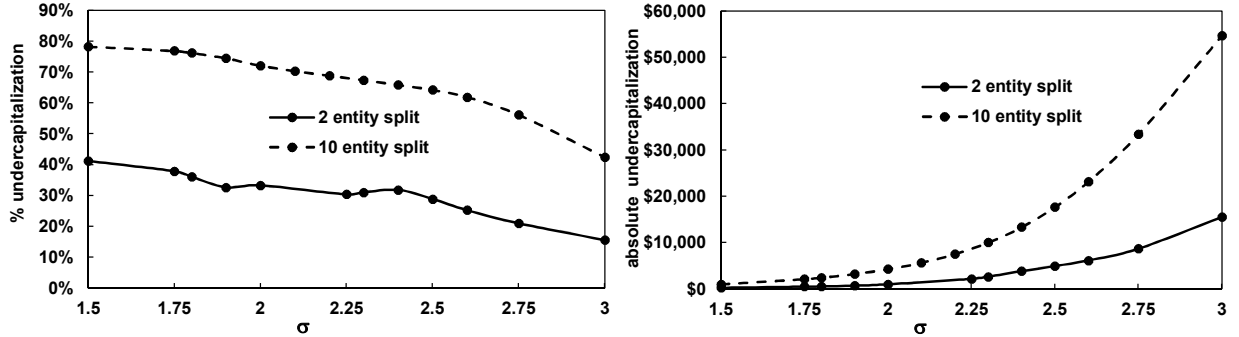 % undercapitalization
90%
80%
70%
60%
50%
40%
30%
20%
10%
0%
2 entity split
10 entity split
1.5 1.75 2 2.25 2.5 2.75 3
σ
absolute undercapitalization
$60,000
$50,000
$40,000
$30,000
$20,000
$10,000
$0
2 entity split
10 entity split
1.5 1.75 2 2.25 2.5 2.75 3
σ